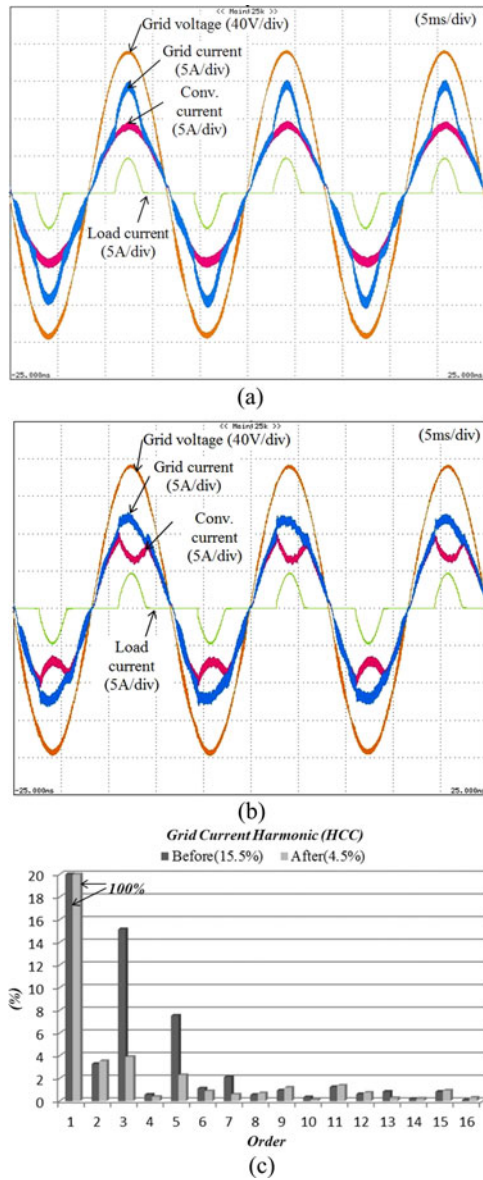 << Main:25k >>
Grid voltage (40V/div)
(5ms/div)
Grid current
(5A/div)
Conv.
current
(5A/div)
Load current
(5A/div)
-25.000ms
(a)
<< Main:25k >>
Grid voltage (40V/div)
(5ms/div)
Grid current
(5A/div)
Conv.
current
(5A/div)
Load
current
(5A/div)
-25.000ms
25.000ms
(b)
Grid Current Harmonic (HCC)
Before(15.5%) After(4.5%)
20
100%
18
16
14
12
10
(%)
8
6
4
2
0
1 2 3 4 5 6 7 8 9 10 11 12 13 14 15 16
Order
(c)